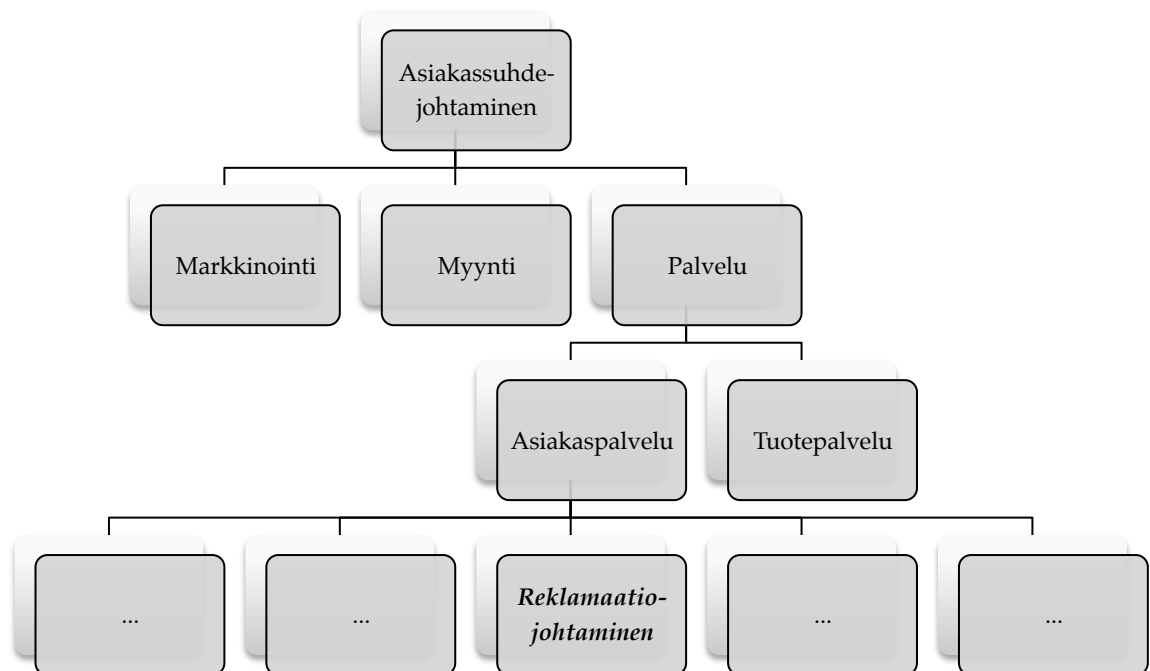 Asiakassuhde-
johtaminen
Markkinointi
Myynti
Palvelu
Asiakaspalvelu
Tuotepalvelu
...
...
Reklamaatio-
johtaminen
...
...